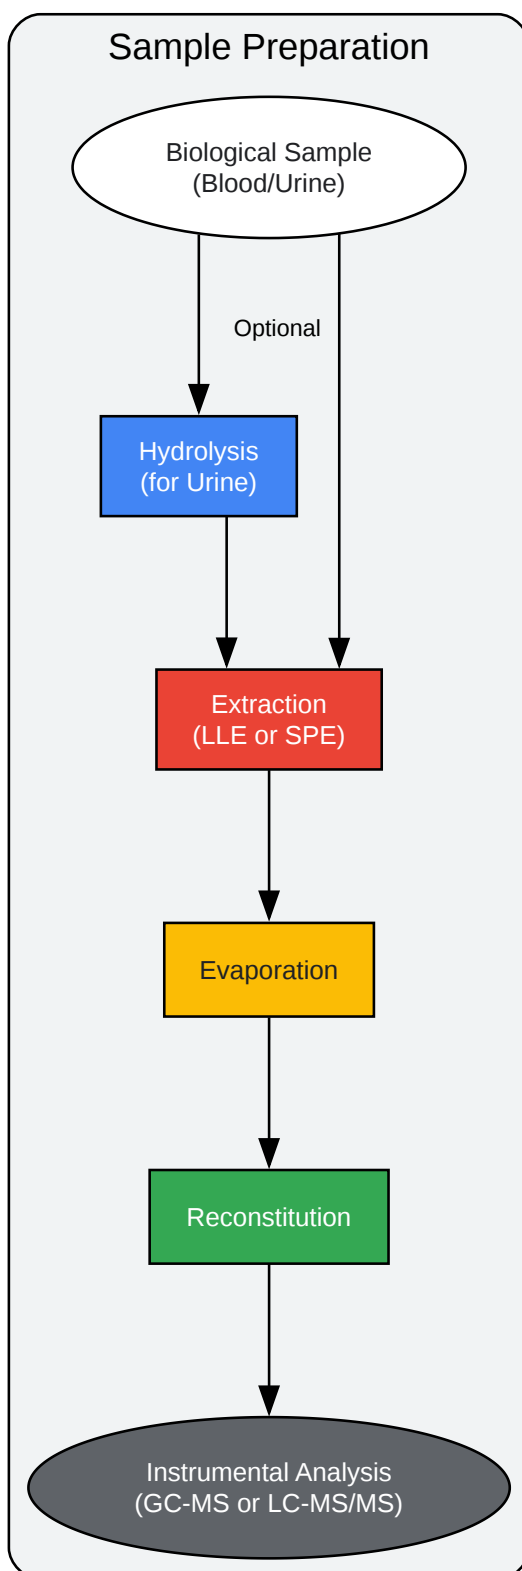 Sample Preparation
Biological Sample
(Blood/Urine)
Optional
Hydrolysis
(for Urine)
Extraction
(LLE or SPE)
Evaporation
Reconstitution
Instrumental Analysis
(GC-MS or LC-MS/MS)